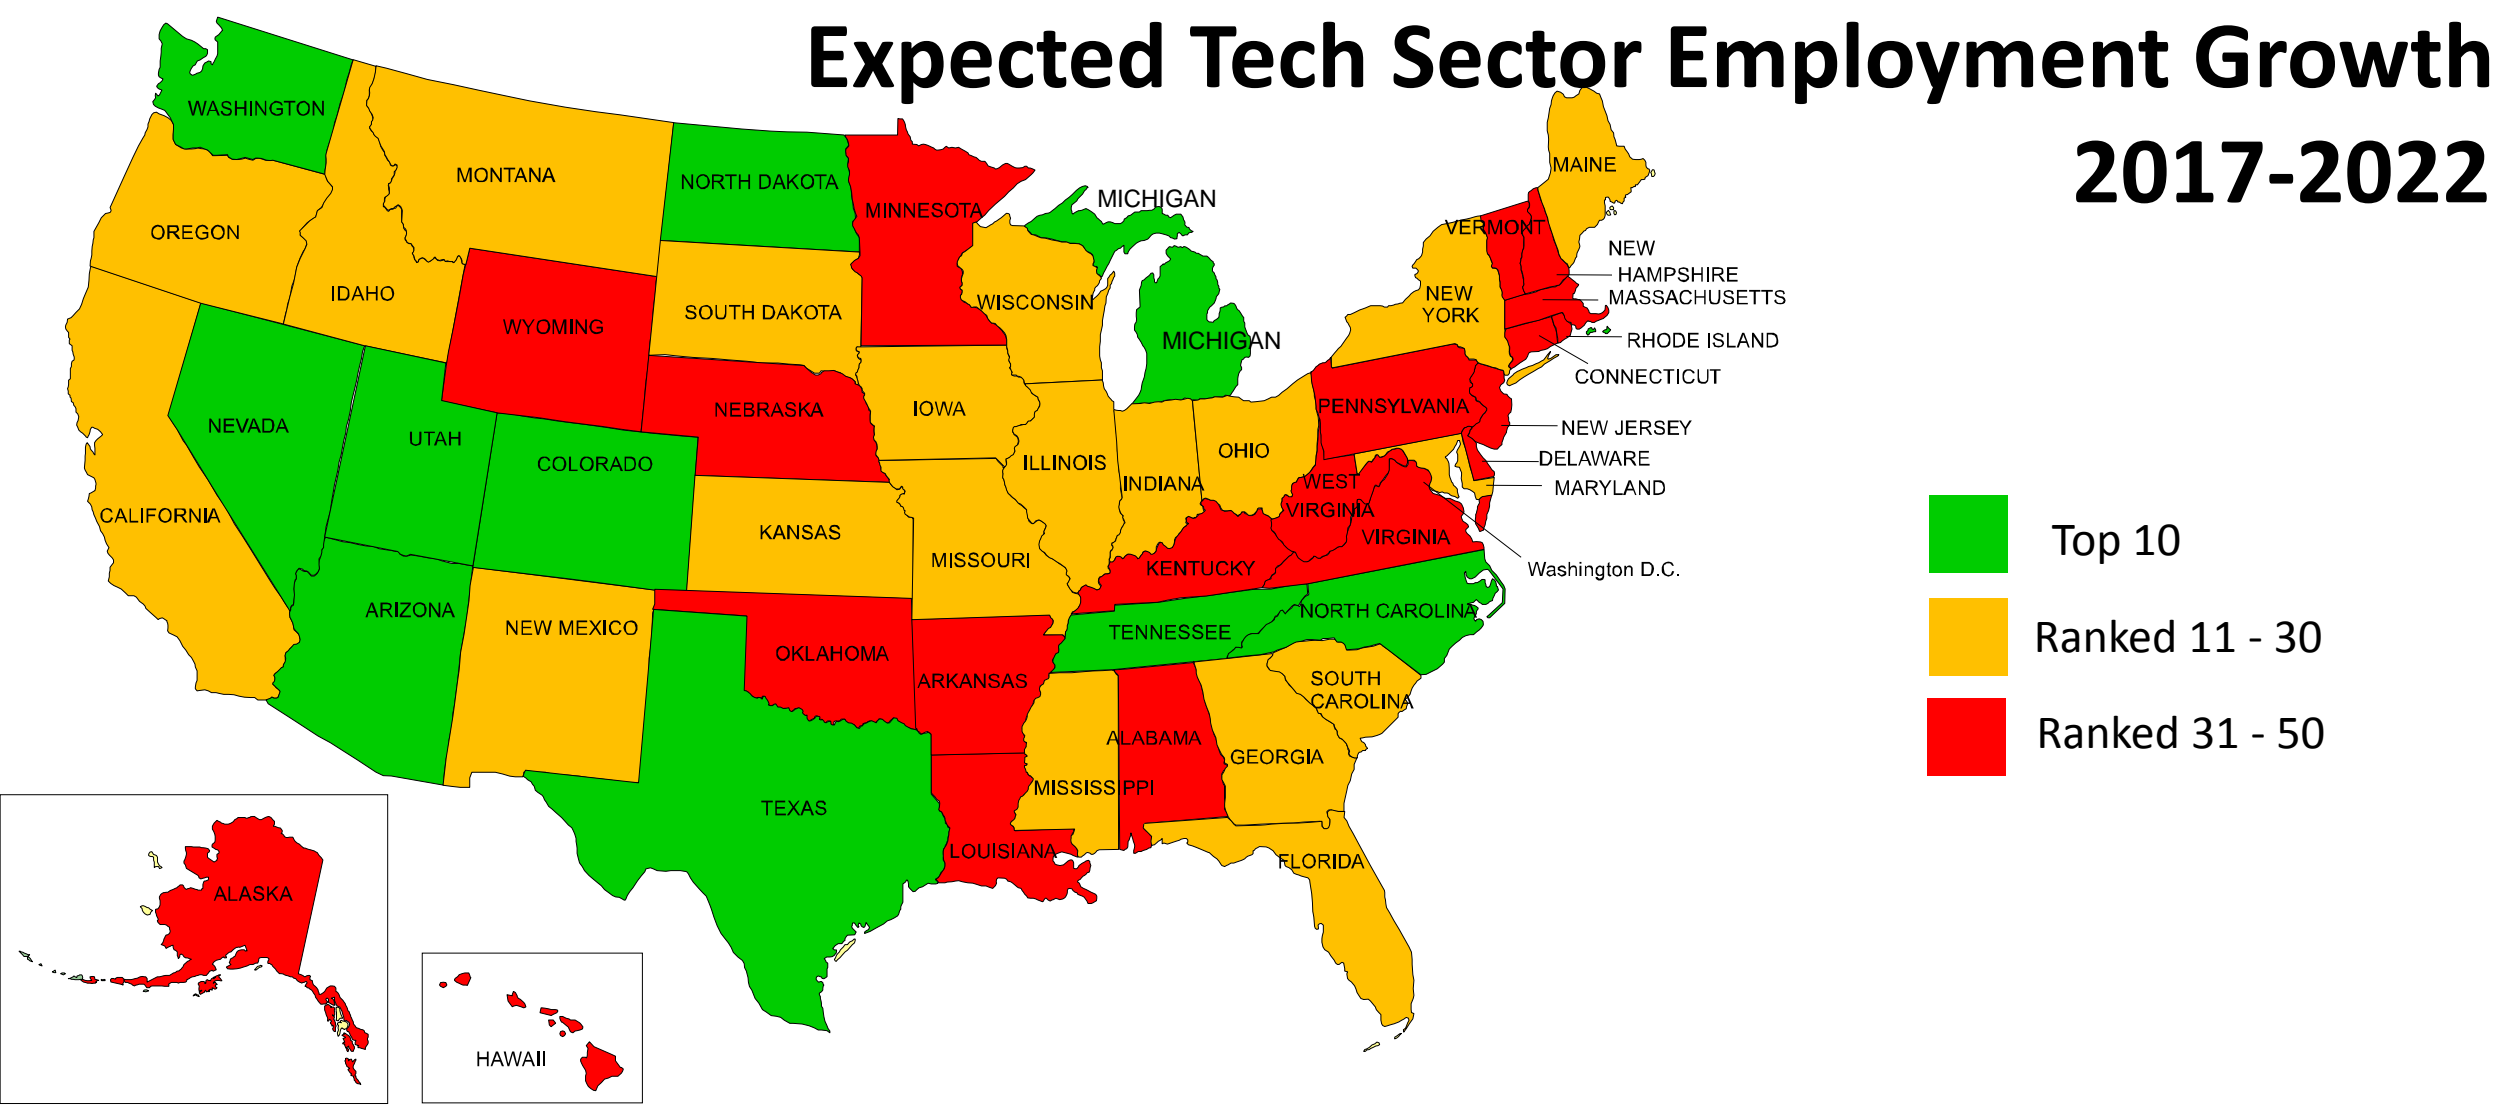 Expected Tech Sector Employment Growth
2017-2022
WASHINGTON
OREGON
CALIFORNIA
IDAHO
MONTANA
NEVADA
UTAH
WYOMING
COLORADO
ARIZONA
NEW MEXICO
NORTH DAKOTA
SOUTH DAKOTA
NEBRASKA
KANSAS
OKLAHOMA
TEXAS
MINNESOTA
IOWA
MISSOURI
ARKANSAS
LOUISIANA
WISCONSIN
ILLINOIS
MICHIGAN
MICHIGAN
INDIANA
OHIO
KENTUCKY
TENNESSEE
MISSISSIPPI
ALABAMA
GEORGIA
FLORIDA
SOUTH
CAROLINA
NORTH CAROLINA
VIRGINIA
WEST
VIRGINIA
PENNSYLVANIA
NEW
YORK
VERMONT
MAINE
NEW
HAMPSHIRE
MASSACHUSETTS
RHODE ISLAND
CONNECTICUT
NEW JERSEY
DELAWARE
MARYLAND
Washington D.C.
ALASKA
HAWAII
Top 10
Ranked 11 - 30
Ranked 31 - 50